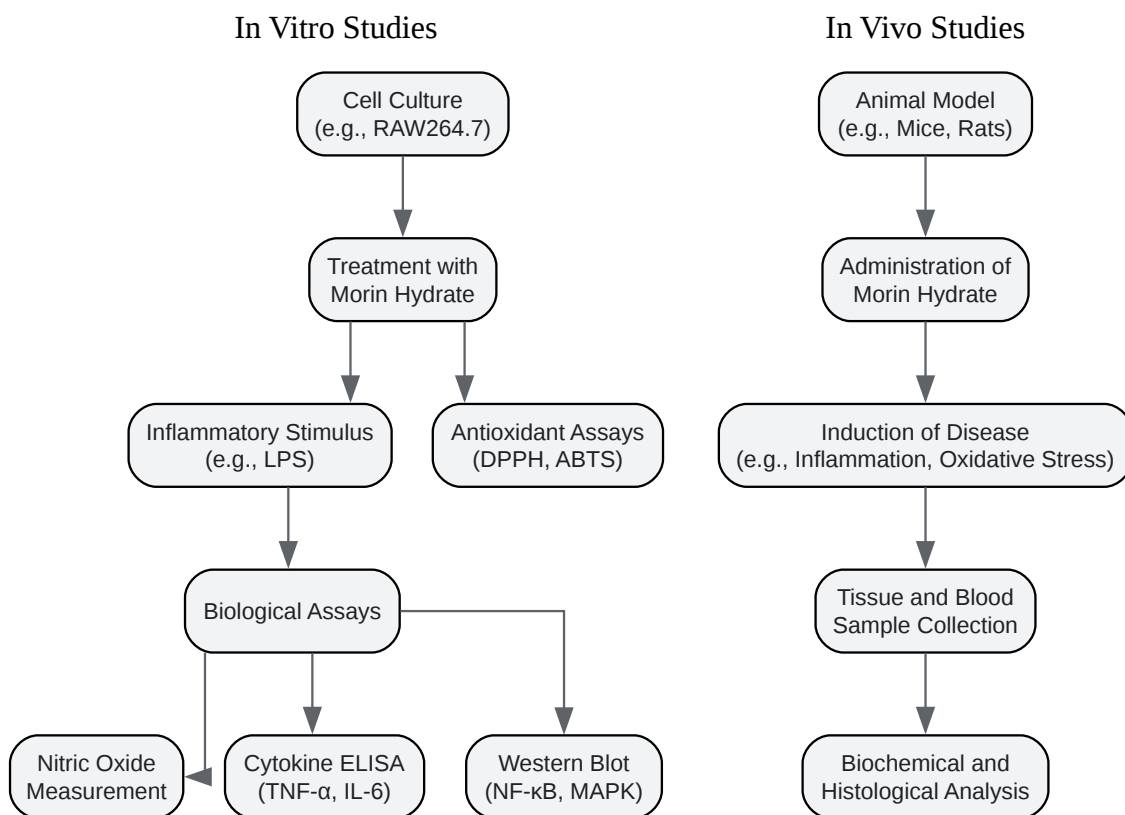 In Vitro Studies
Cell Culture
(e.g., RAW264.7)
Treatment with
Morin Hydrate
Inflammatory Stimulus
(e.g., LPS)
Antioxidant Assays
(DPPH, ABTS)
Biological Assays
Nitric Oxide
Measurement
Cytokine ELISA
(TNF-α, IL-6)
Western Blot
(NF-κB, MAPK)
In Vivo Studies
Animal Model
(e.g., Mice, Rats)
Administration of
Morin Hydrate
Induction of Disease
(e.g., Inflammation, Oxidative Stress)
Tissue and Blood
Sample Collection
Biochemical and
Histological Analysis